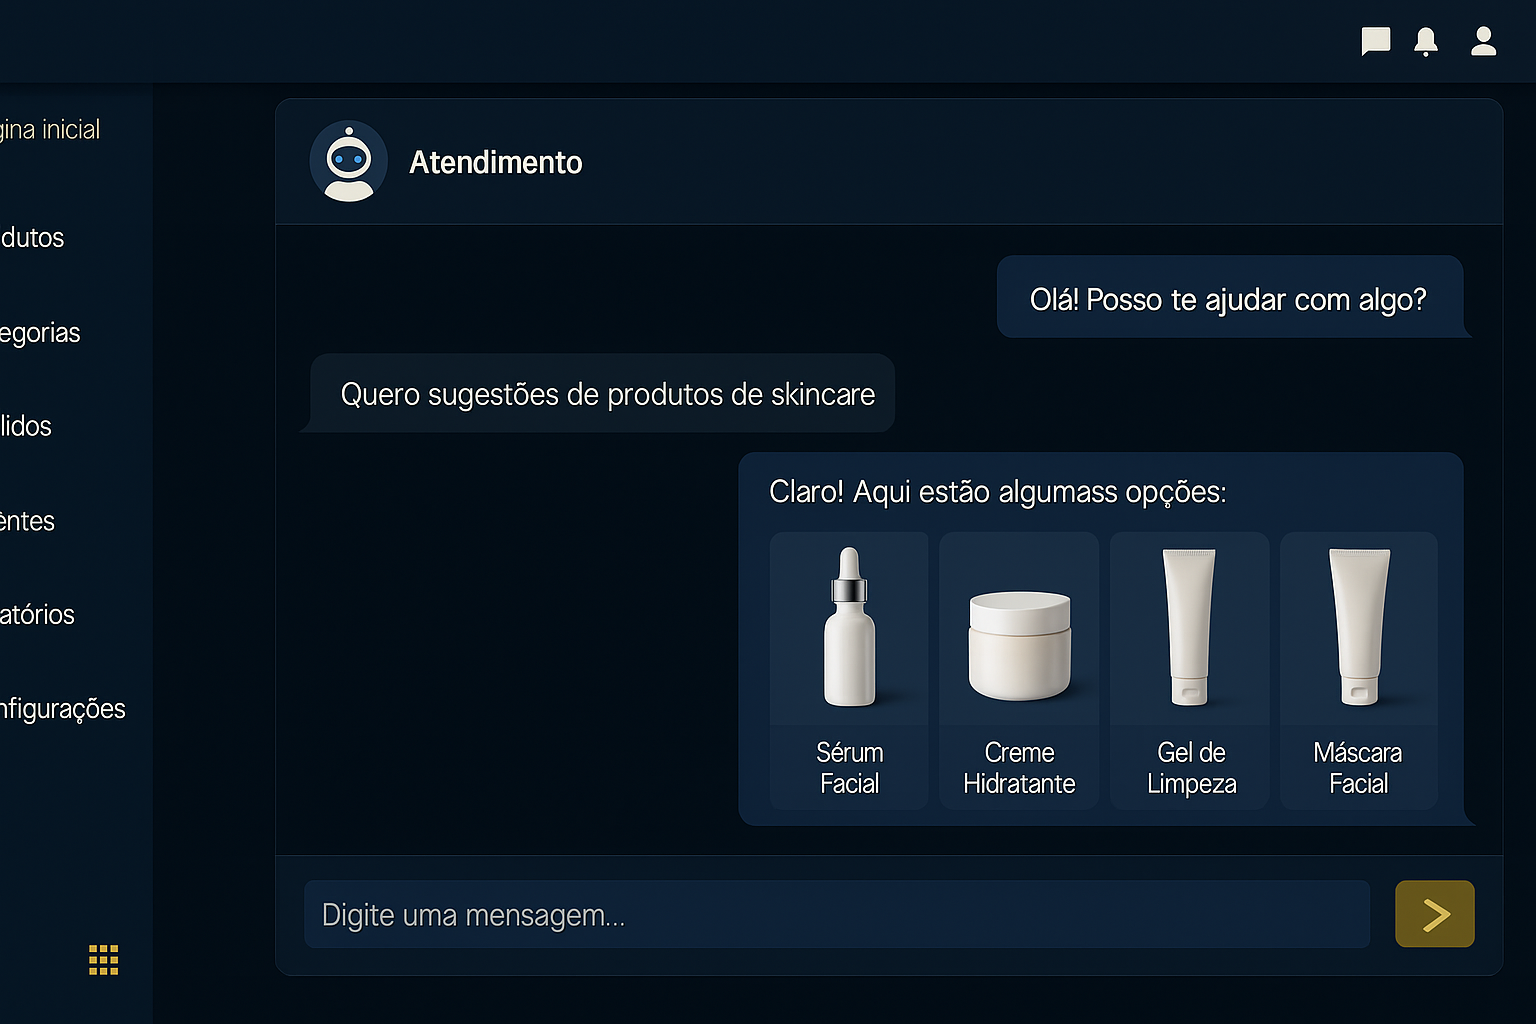 gina inicial
dutos
egorias
lidos
êntes
atórios
nfigurações
Atendimento
Olá! Posso te ajudar com algo?
Quero sugestões de produtos de skincare
Claro! Aqui estão algumass opções:
Sérum
Facial
Creme
Hidratante
Gel de
Limpeza
Máscara
Facial
Digite uma mensagem...